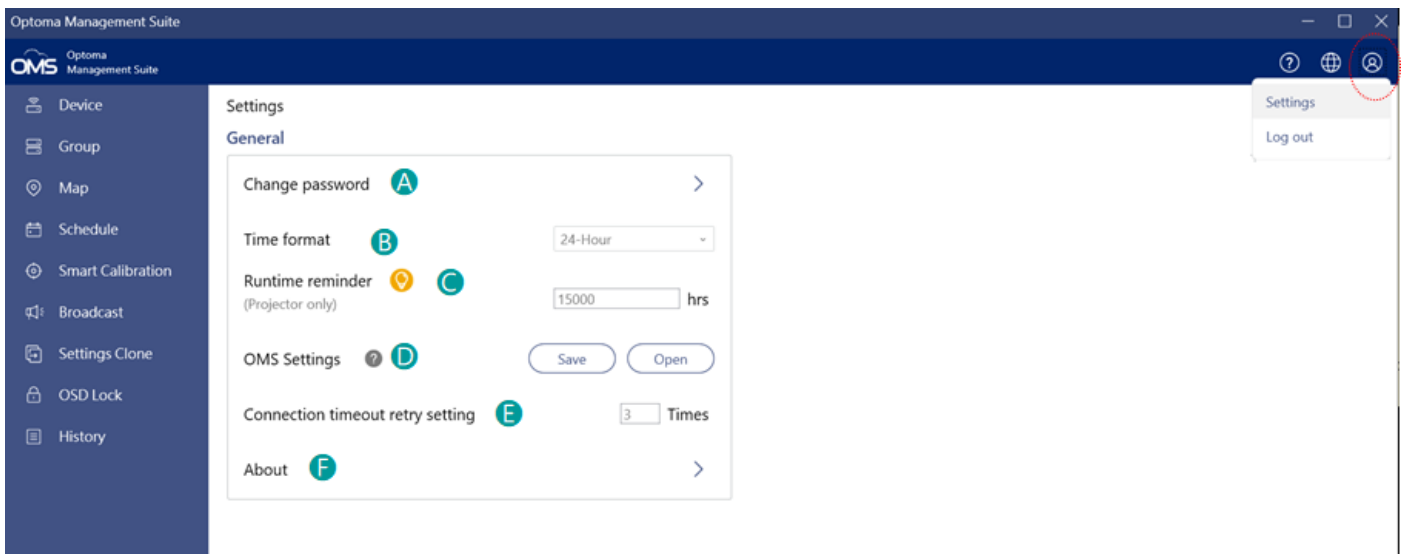 Optoma Management Suite
OMS Optoma
Management Suite
Settings
Log out
Device
Group
Map
Schedule
Smart Calibration
Broadcast
Settings Clone
OSD Lock
History
Settings
General
Change password A
Time format B 24-Hour
Runtime reminder C
(Projector only) 15000 hrs
OMS Settings ? D Save Open
Connection timeout retry setting E 3 Times
About F